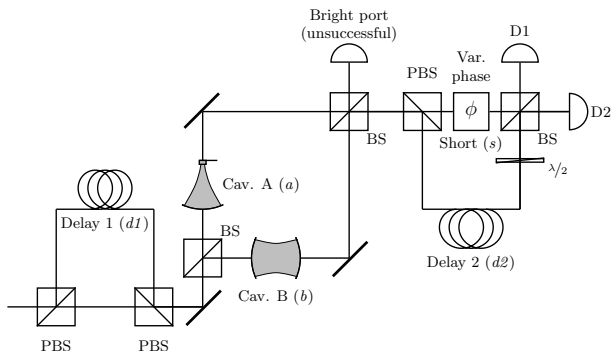 Bright port
(unsuccessful)
D1
Var.
phase
PBS
ϕ
D2
BS
Short (s)
BS
λ/2
Cav. A (a)
Delay 1 (d1)
BS
Delay 2 (d2)
Cav. B (b)
PBS
PBS